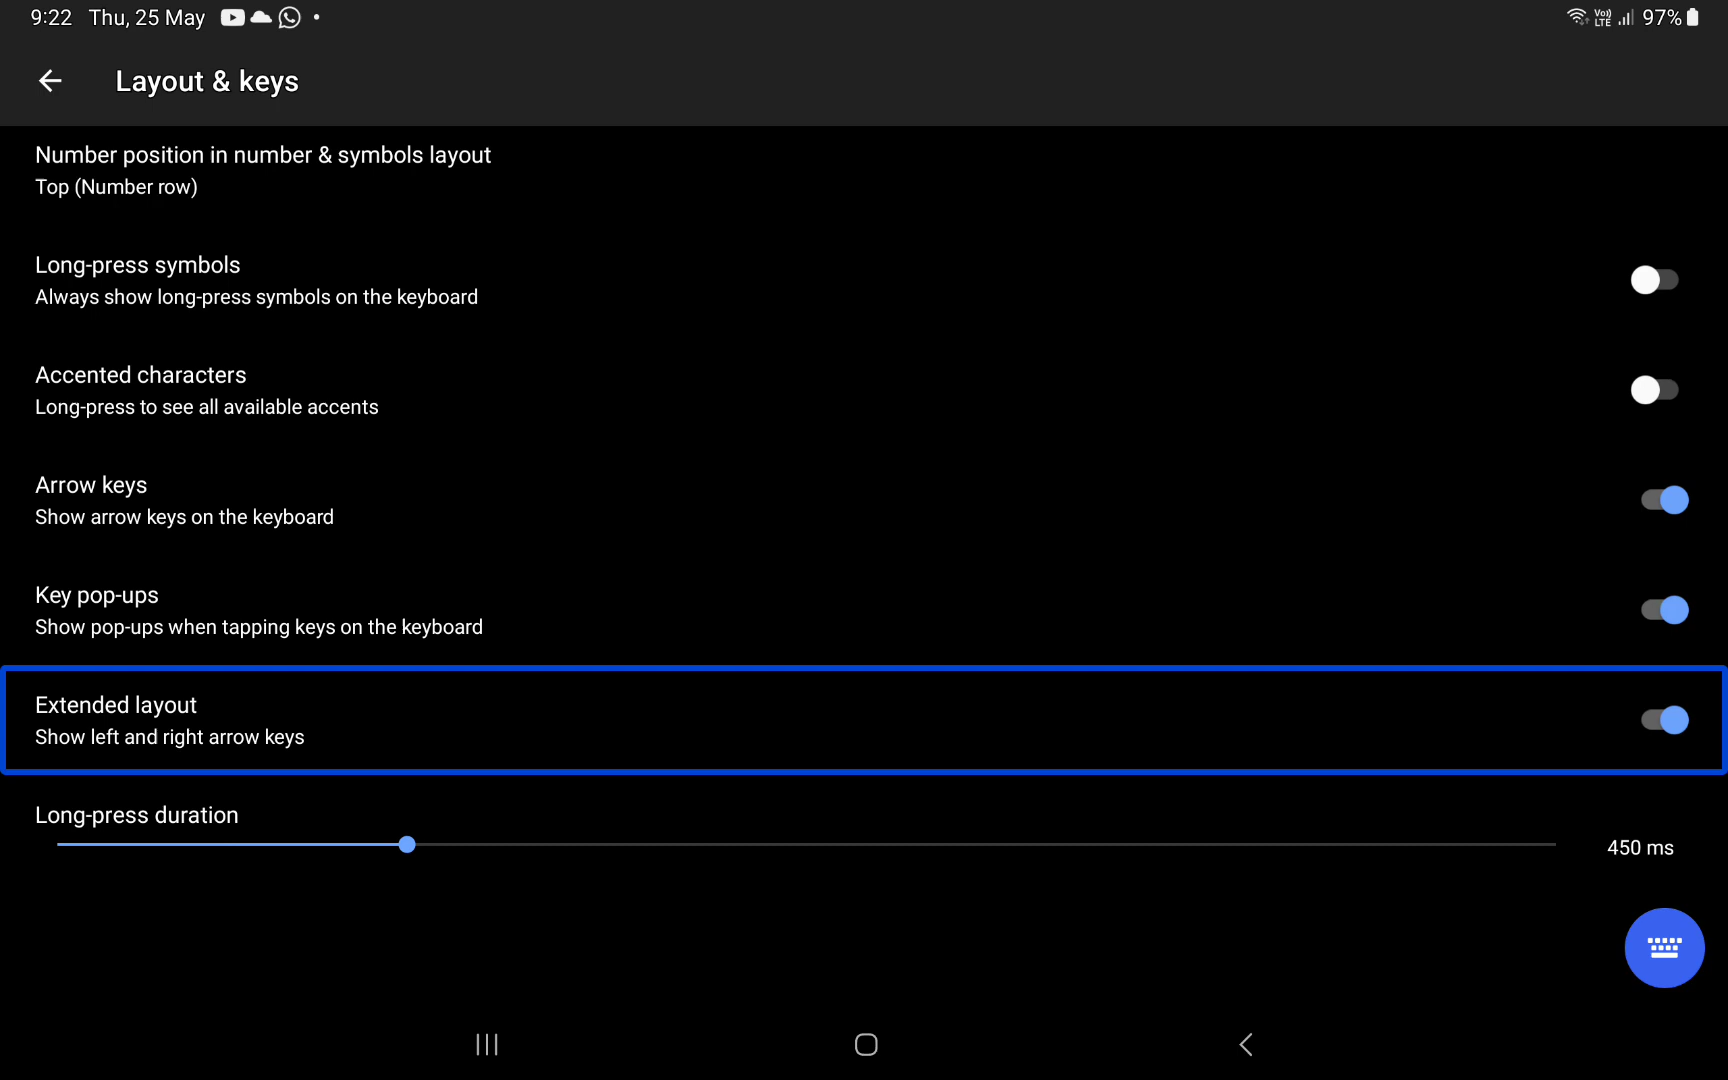 9:22 Thu, 25 May
Vo)) LTE 97%
Layout & keys
Number position in number & symbols layout
Top (Number row)
Long-press symbols
Always show long-press symbols on the keyboard
Accented characters
Long-press to see all available accents
Arrow keys
Show arrow keys on the keyboard
Key pop-ups
Show pop-ups when tapping keys on the keyboard
Extended layout
Show left and right arrow keys
Long-press duration
450 ms